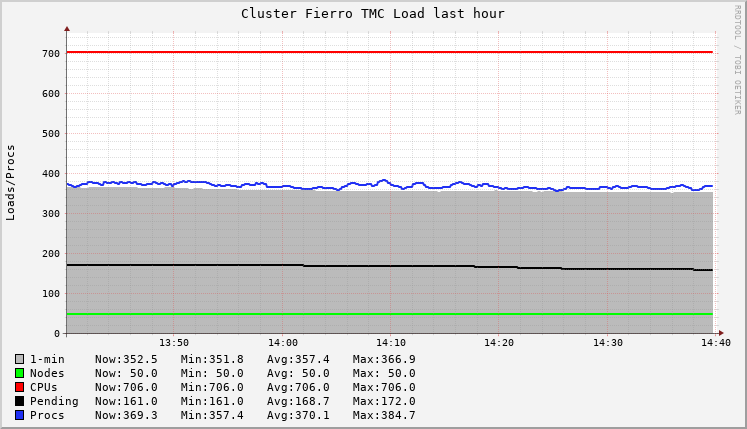 Cluster Fierro TMC Load last hour
RRDTOOL / TOBI OETIKER
Loads/Procs
700
600
500
400
300
200
100
0
13:50 14:00 14:10 14:20 14:30 14:40
1-min Now:352.5 Min:351.8 Avg:357.4 Max:366.9
Nodes Now: 50.0 Min: 50.0 Avg: 50.0 Max: 50.0
CPUs Now:706.0 Min:706.0 Avg:706.0 Max:706.0
Pending Now:161.0 Min:161.0 Avg:168.7 Max:172.0
Procs Now:369.3 Min:357.4 Avg:370.1 Max:384.7